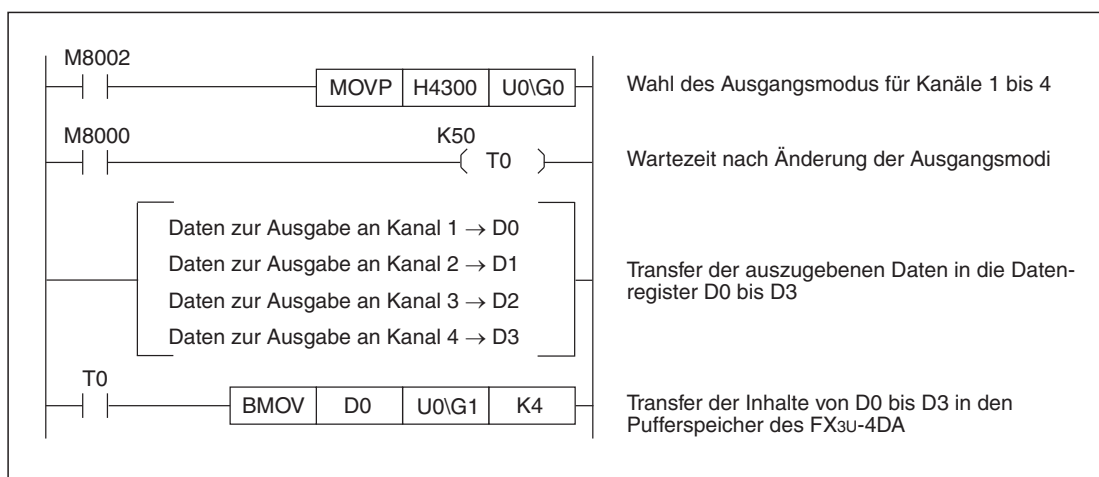 M8002
MOVP H4300 U0\G0
Wahl des Ausgangsmodus für Kanäle 1 bis 4
M8000
K50
T0
Wartezeit nach Änderung der Ausgangsmodi
Daten zur Ausgabe an Kanal 1 → D0
Daten zur Ausgabe an Kanal 2 → D1
Daten zur Ausgabe an Kanal 3 → D2
Daten zur Ausgabe an Kanal 4 → D3
Transfer der auszugebenen Daten in die Daten-
register D0 bis D3
T0
BMOV D0 U0\G1 K4
Transfer der Inhalte von D0 bis D3 in den
Pufferspeicher des FX3U-4DA